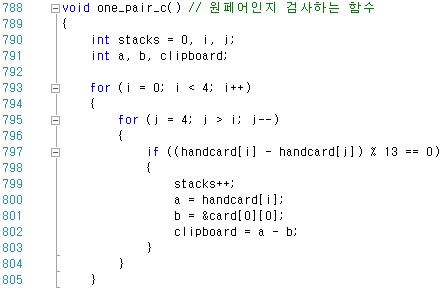 788 void one_pair_c() // 원페어인지 검사하는 함수
789 {
790 int stacks = 0, i, j;
791 int a, b, clipboard;
792
793 for (i = 0; i < 4; i++)
794 {
795 for (j = 4; j > i; j--)
796 {
797 if ((handcard[i] - handcard[j]) % 13 == 0)
798 {
799 stacks++;
800 a = handcard[i];
801 b = &card[0][0];
802 clipboard = a - b;
803 }
804 }
805 }